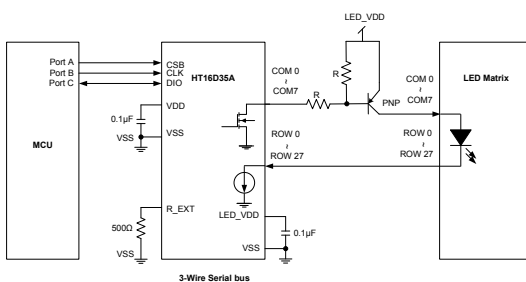 MCU
Port A
Port B
Port C
CSB
CLK
DIO
HT16D35A
VDD
0.1µF
VSS
VSS
R_EXT
500Ω
VSS
COM 0
~
COM7
ROW 0
~
ROW 27
LED_VDD
0.1µF
VSS
LED_VDD
R
R
PNP
COM 0
~
COM7
ROW 0
~
ROW 27
LED Matrix
3-Wire Serial bus